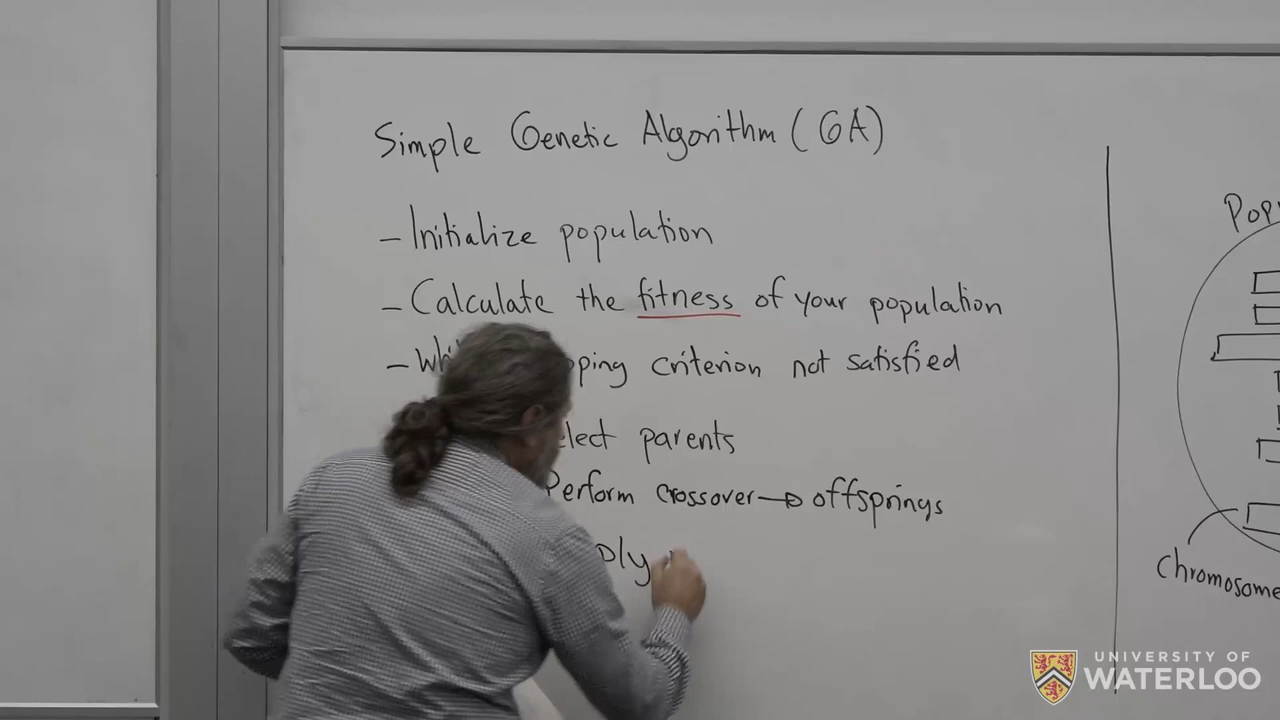 Simple Genetic Algorithm (GA)
- Initialize population
- Calculate the fitness of your population
- criterion not satisfied
parents
Perform crossover → offsprings
Chromosome
UNIVERSITY OF
WATERLOO